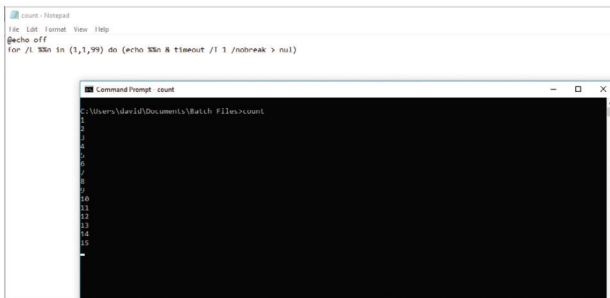 count - Notepad
File Edit Format View Help
@echo off
for /L %%n in (1,1,99) do (echo %%n & timeout /T 1 /nobreak > nul)
Command Prompt - count
C:\Users\david\Documents\Batch Files>count
1
2
3
4
5
6
7
8
9
10
11
12
13
14
15